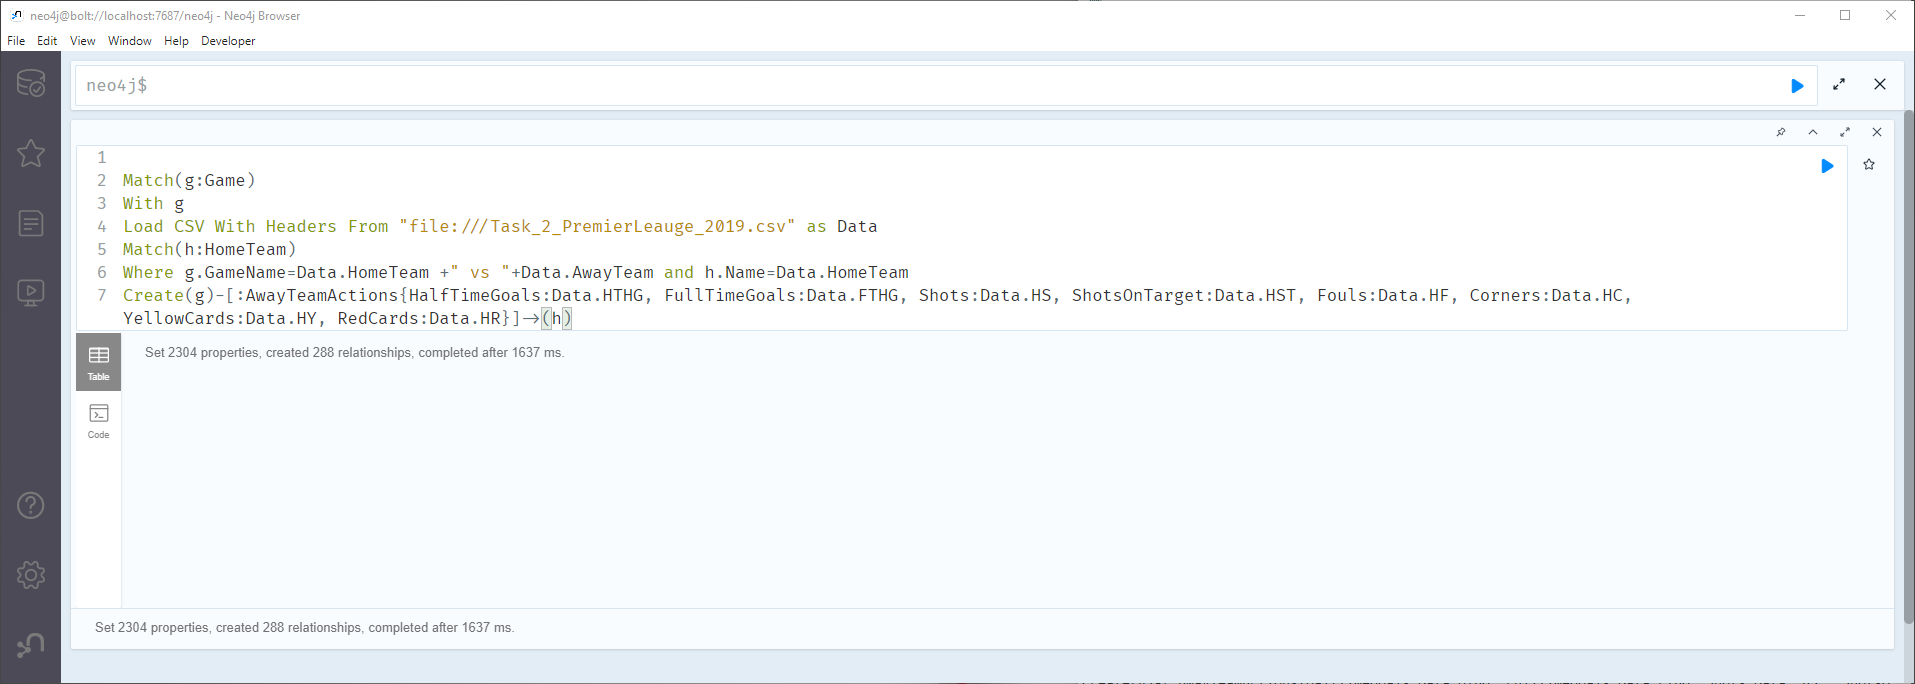 neo4j@bolt://localhost:7687/neo4j - Neo4j Browser
File Edit View Window Help Developer
neo4j$
1
2 Match(g:Game)
3 With g
4 Load CSV With Headers From "file:///Task_2_PremierLeauge_2019.csv" as Data
5 Match(h:HomeTeam)
6 Where g.GameName=Data.HomeTeam +" vs "+Data.AwayTeam and h.Name=Data.HomeTeam
7 Create(g)-[:AwayTeamActions{HalfTimeGoals:Data.HTHG, FullTimeGoals:Data.FTHG, Shots:Data.HS, ShotsOnTarget:Data.HST, Fouls:Data.HF, Corners:Data.HC,
YellowCards:Data.HY, RedCards:Data.HR}]->(h)
Set 2304 properties, created 288 relationships, completed after 1637 ms.
Table
Code
Set 2304 properties, created 288 relationships, completed after 1637 ms.